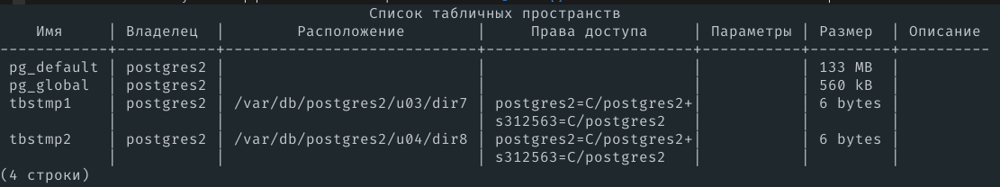 Список табличных пространств
Имя | Владелец | Расположение | Права доступа | Параметры | Размер | Описание
------------+-----------+----------------------------+------------------------+-----------+---------+----------
pg_default | postgres2 | | | | 133 MB |
pg_global | postgres2 | | | | 560 kB |
tbstmp1 | postgres2 | /var/db/postgres2/u03/dir7 | postgres2=C/postgres2+| | 6 bytes |
| | | s312563=C/postgres2 | | |
tbstmp2 | postgres2 | /var/db/postgres2/u04/dir8 | postgres2=C/postgres2+| | 6 bytes |
| | | s312563=C/postgres2 | | |
(4 строки)